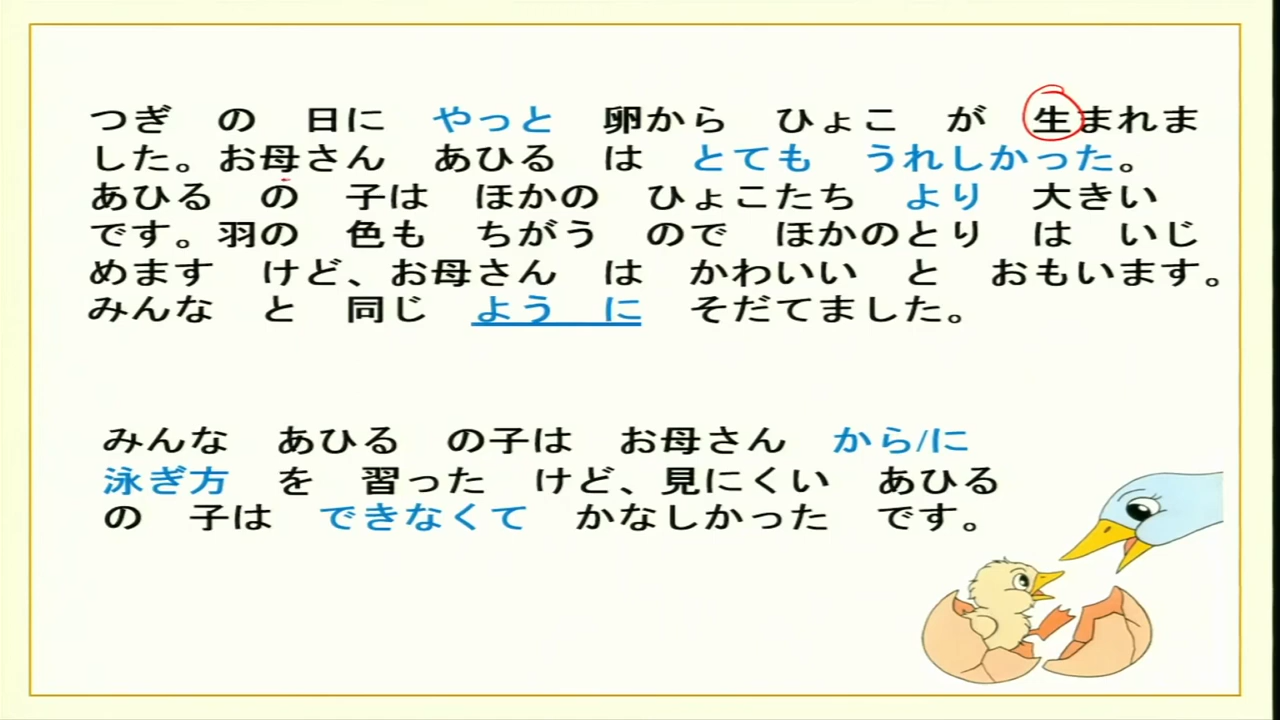 つぎ　の　日に　やっと　卵から　ひょこ　が　生まれま
した。お母さん　あひる　は　とても　うれしかった。
あひる　の　子は　ほかの　ひょこたち　より　大きい
です。羽の　色も　ちがう　ので　ほかのとり　は　いじ
めます　けど、お母さん　は　かわいい　と　おもいます。
みんな　と　同じ　よう　に　そだてました。
みんな　あひる　の子は　お母さん　から/に
泳ぎ方　を　習った　けど、見にくい　あひる
の　子は　できなくて　かなしかった　です。